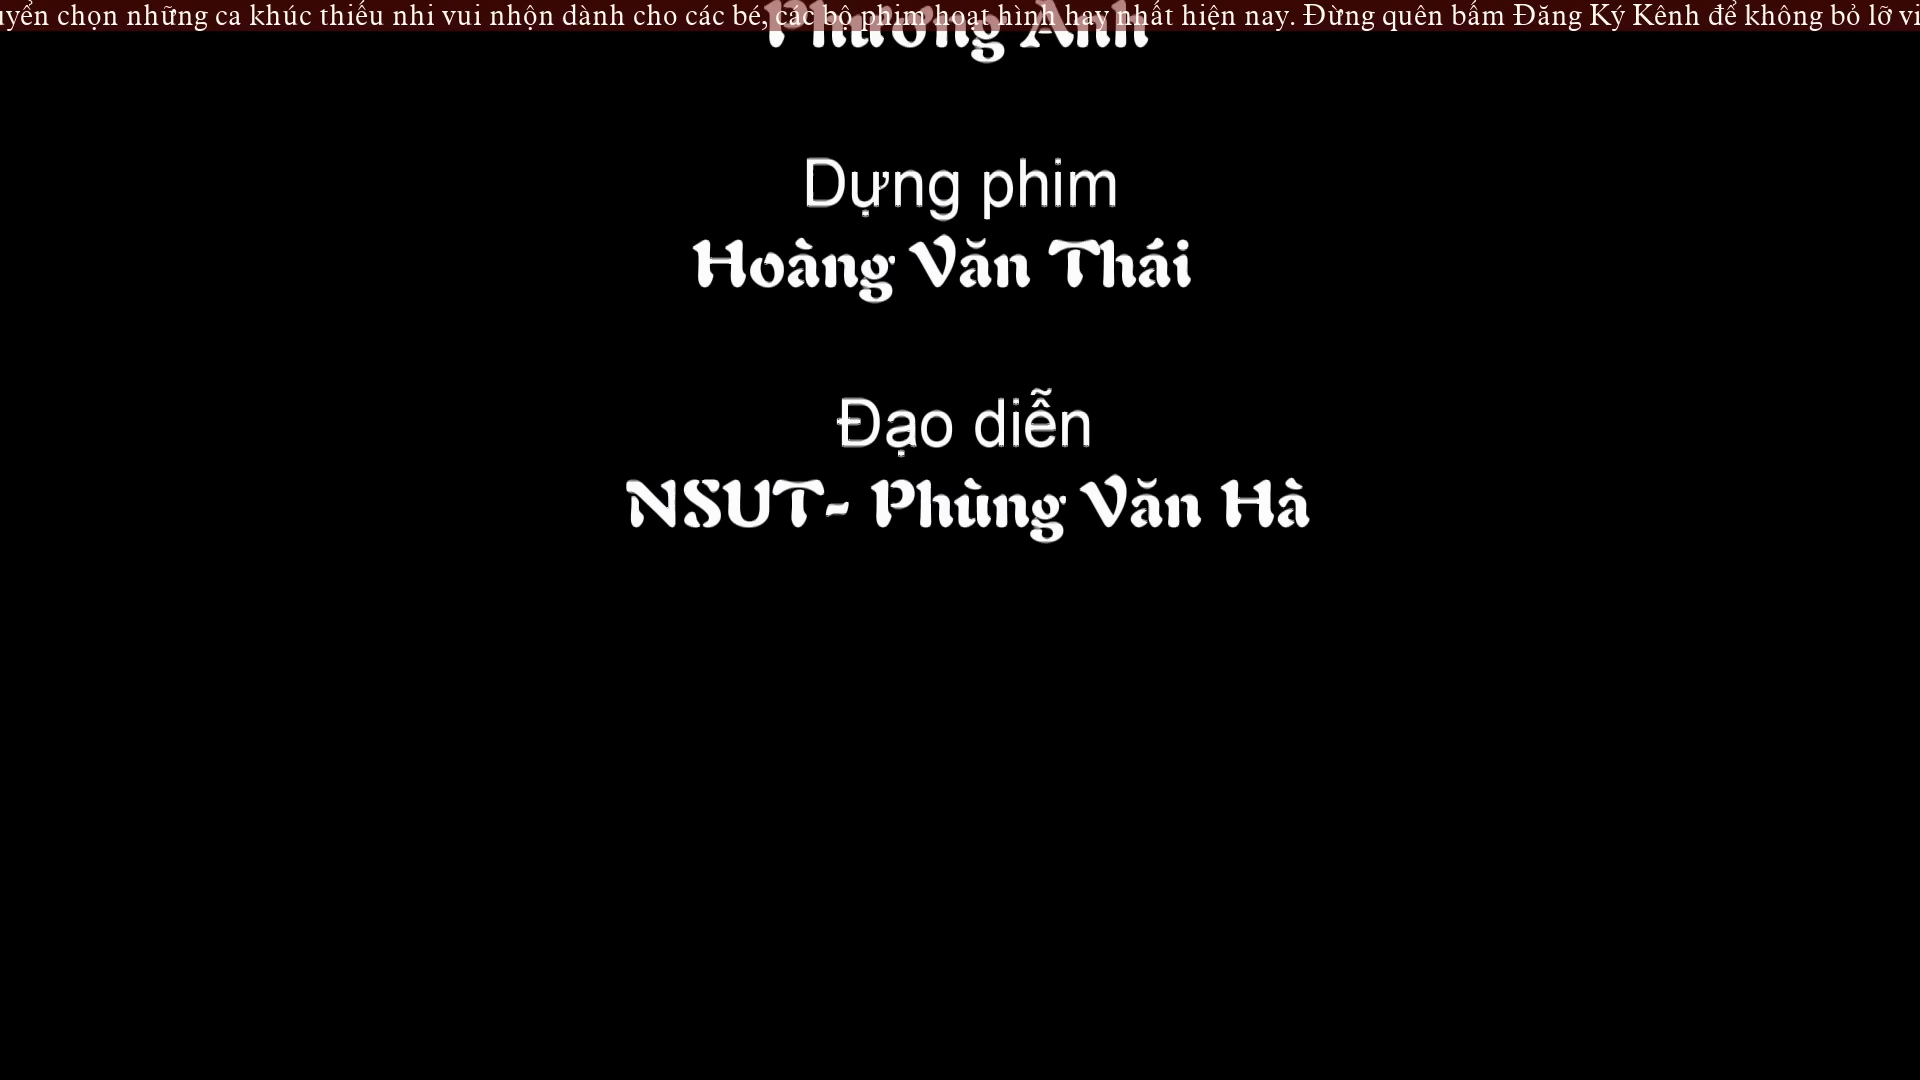 chọn những ca khúc thiếu nhi vui nhộn dành cho các bé, các bộ phim hoạt hình hay nhất hiện nay. Đừng quên bấm Đăng Ký Kênh để không bỏ lỡ
Phương Anh
Dựng phim
Hoàng Văn Thái
Đạo diễn
NSUT- Phùng Văn Hà